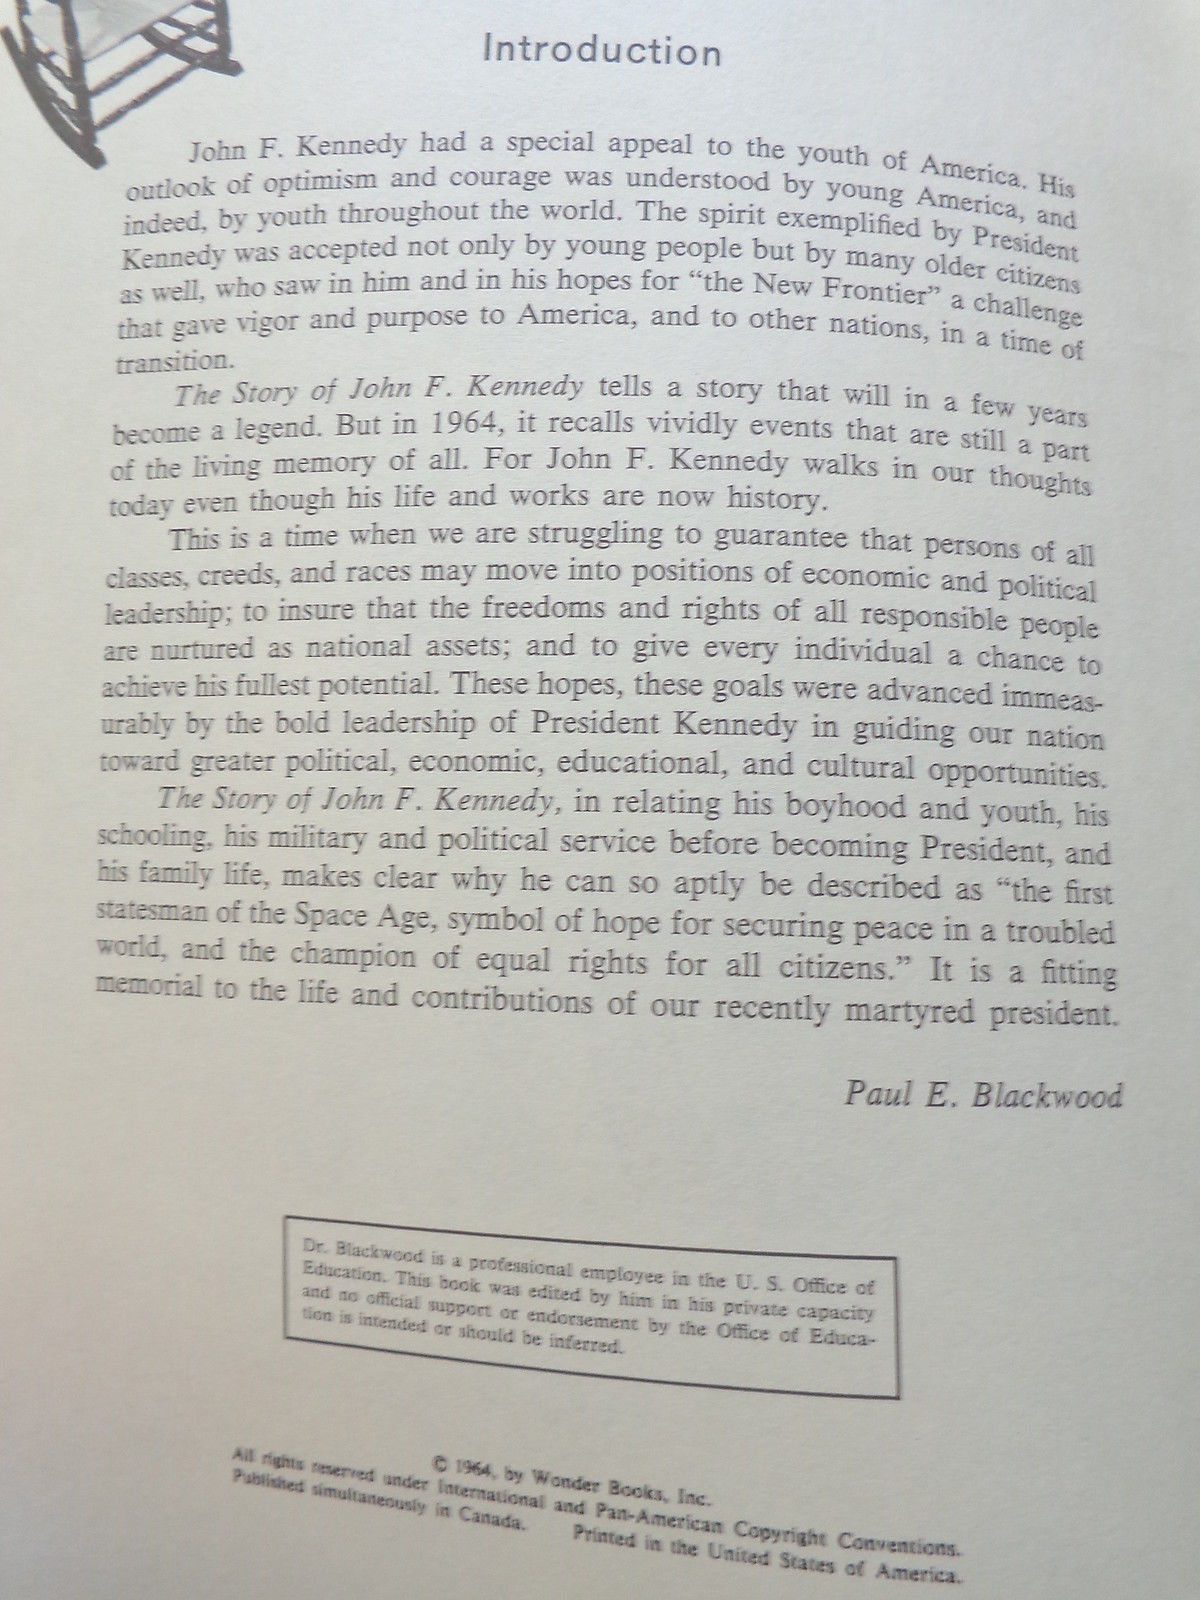 Introduction
John F. Kennedy had a special appeal to the youth of America. His
outlook of optimism and courage was understood by young America, and
indeed, by youth throughout the world. The spirit exemplified by President
Kennedy was accepted not only by young people but by many older citizens
as well, who saw in him and in his hopes for “the New Frontier” a challenge
that gave vigor and purpose to America, and to other nations, in a time of
transition.
The Story of John F. Kennedy tells a story that will in a few years
become a legend. But in 1964, it recalls vividly events that are still a part
of the living memory of all. For John F. Kennedy walks in our thoughts
today even though his life and works are now history.
This is a time when we are struggling to guarantee that persons of all
classes, creeds, and races may move into positions of economic and political
leadership; to insure that the freedoms and rights of all responsible people
are nurtured as national assets; and to give every individual a chance to
achieve his fullest potential. These hopes, these goals were advanced immeas-
urably by the bold leadership of President Kennedy in guiding our nation
toward greater political, economic, educational, and cultural opportunities.
The Story of John F. Kennedy, in relating his boyhood and youth, his
schooling, his military and political service before becoming President, and
his family life, makes clear why he can so aptly be described as “the first
statesman of the Space Age, symbol of hope for securing peace in a troubled
world, and the champion of equal rights for all citizens.” It is a fitting
memorial to the life and contributions of our recently martyred president.
Paul E. Blackwood
Dr. Blackwood is a professional employee in the U. S. Office of
Education. This book was edited by him in his private capacity
and no official support or endorsement by the Office of Educa-
tion is intended or should be inferred.
© 1964, by Wonder Books, Inc.
All rights reserved under International and Pan-American Copyright Conventions.
Published simultaneously in Canada. Printed in the United States of America.